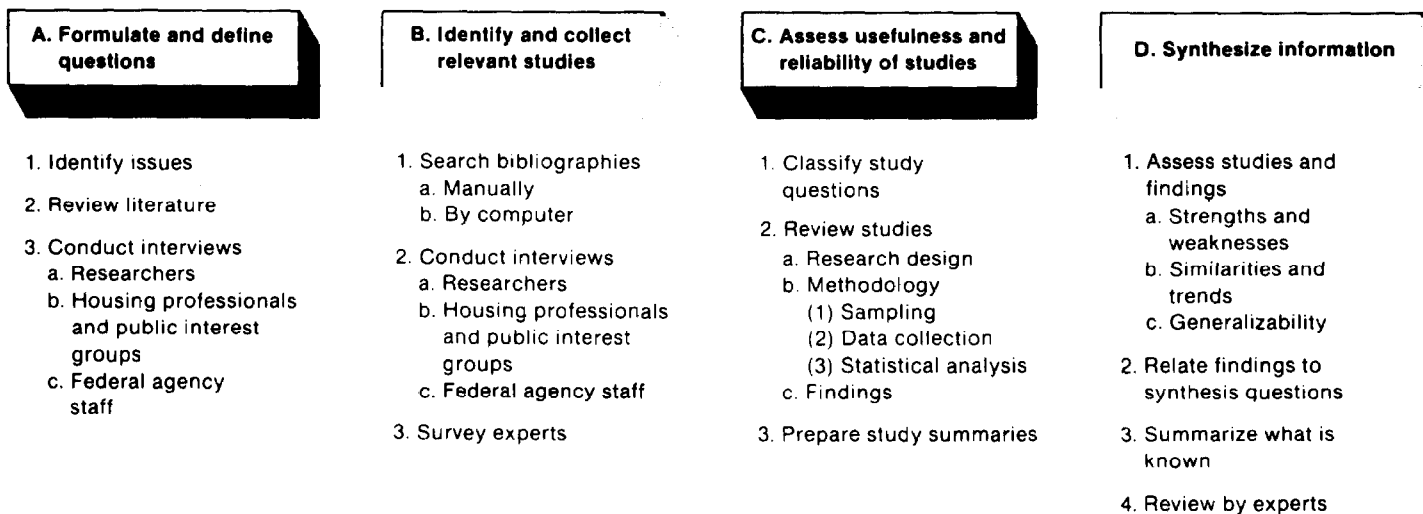 A. Formulate and define
questions
1. Identify issues
2. Review literature
3. Conduct interviews
a. Researchers
b. Housing professionals
and public interest
groups
c. Federal agency
staff
B. Identify and collect
relevant studies
1. Search bibliographies
a. Manually
b. By computer
2. Conduct interviews
a. Researchers
b. Housing professionals
and public interest
groups
c. Federal agency staff
3. Survey experts
C. Assess usefulness and
reliability of studies
1. Classify study
questions
2. Review studies
a. Research design
b. Methodology
(1) Sampling
(2) Data collection
(3) Statistical analysis
c. Findings
3. Prepare study summaries
D. Synthesize information
1. Assess studies and
findings
a. Strengths and
weaknesses
b. Similarities and
trends
c. Generalizability
2. Relate findings to
synthesis questions
3. Summarize what is
known
4. Review by experts